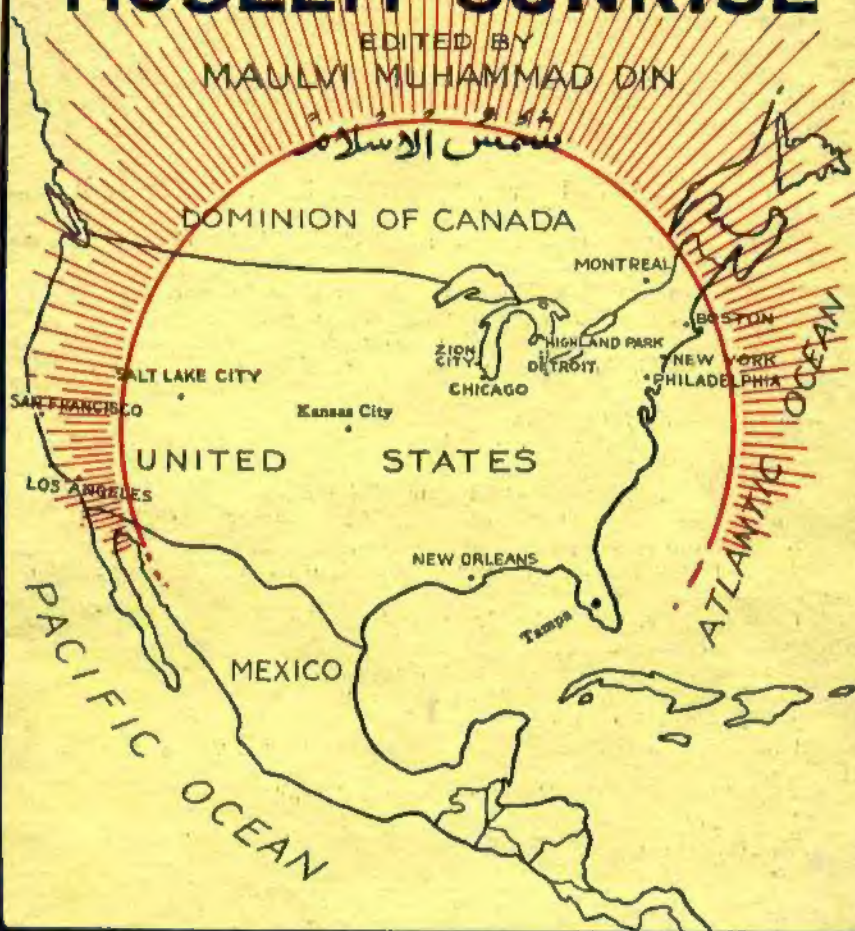 MOSLEM SUNRISE
EDITED BY
MAULVI MUHAMMAD DIN
شمس الاسلام
DOMINION OF CANADA
MONTREAL
BOSTON
HIGHLAND PARK
ZION CITY
DETROIT
NEW YORK
PHILADELPHIA
CHICAGO
SALT LAKE CITY
SAN FRANCISCO
Kansas City
UNITED STATES
LOS ANGELES
NEW ORLEANS
Tampa
MEXICO
PACIFIC OCEAN
ATLANTIC OCEAN